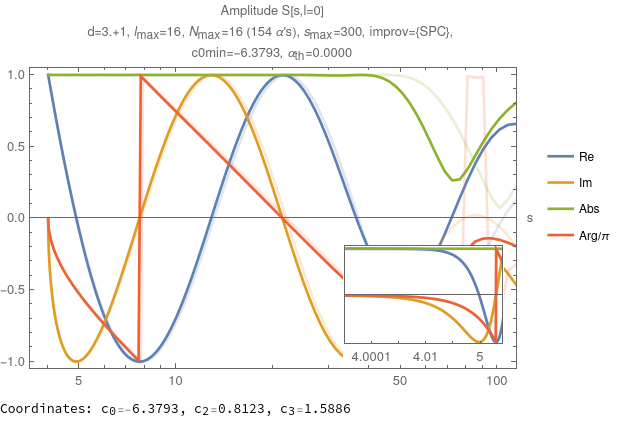 Amplitude S[s,l=0]
d=3.+1, lmax=16, Nmax=16 (154 α's), smax=300, improv={SPC},
c0min=−6.3793, αth=0.0000
1.0
0.5
0.0
−0.5
−1.0
s
Re
Im
Abs
Arg/π
4.0001 4.01 5
5 10 50 100
Coordinates: c0=-6.3793, c2=0.8123, c3=1.5886